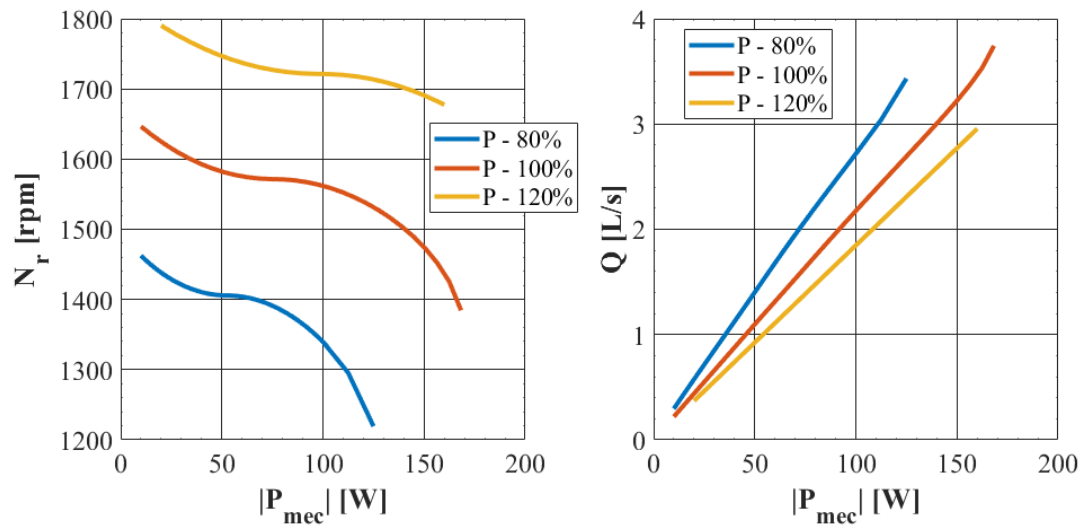 1800
1700
1600
1500
1400
1300
1200
N_r [rpm]
P - 80%
P - 100%
P - 120%
0
50
100
150
200
|P_mec| [W]
4
3
2
1
0
Q [L/s]
P - 80%
P - 100%
P - 120%
0
50
100
150
200
|P_mec| [W]